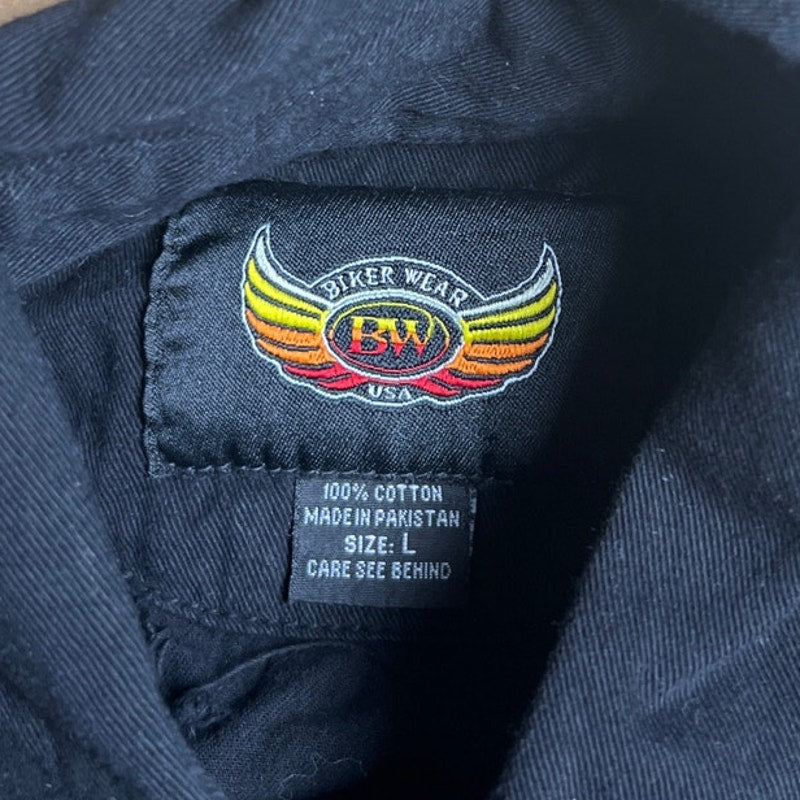 BIKER WEAR
BW
USA
100% COTTON
MADE IN PAKISTAN
SIZE: L
CARE SEE BEHIND